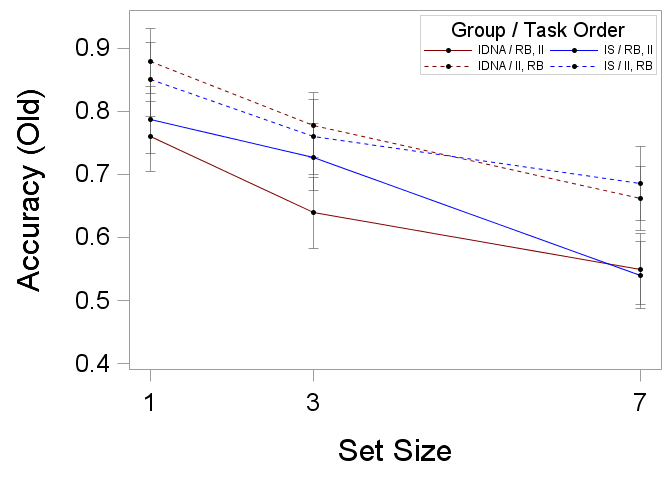 Group / Task Order
IDNA / RB, II IS / RB, II
IDNA / II, RB IS / II, RB
Accuracy (Old)
0.9
0.8
0.7
0.6
0.5
0.4
1 3 7
Set Size